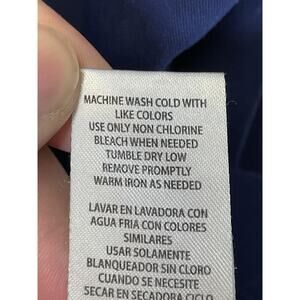 MACHINE WASH COLD WITH
LIKE COLORS
USE ONLY NON CHLORINE
BLEACH WHEN NEEDED
TUMBLE DRY LOW
REMOVE PROMPTLY
WARM IRON AS NEEDED
LAVAR EN LAVADORA CON
AGUA FRIA CON COLORES
SIMILARES
USAR SOLAMENTE
BLANQUEADOR SIN CLORO
CUANDO SE NECESITE
SECAR EN SECADORA CICLO